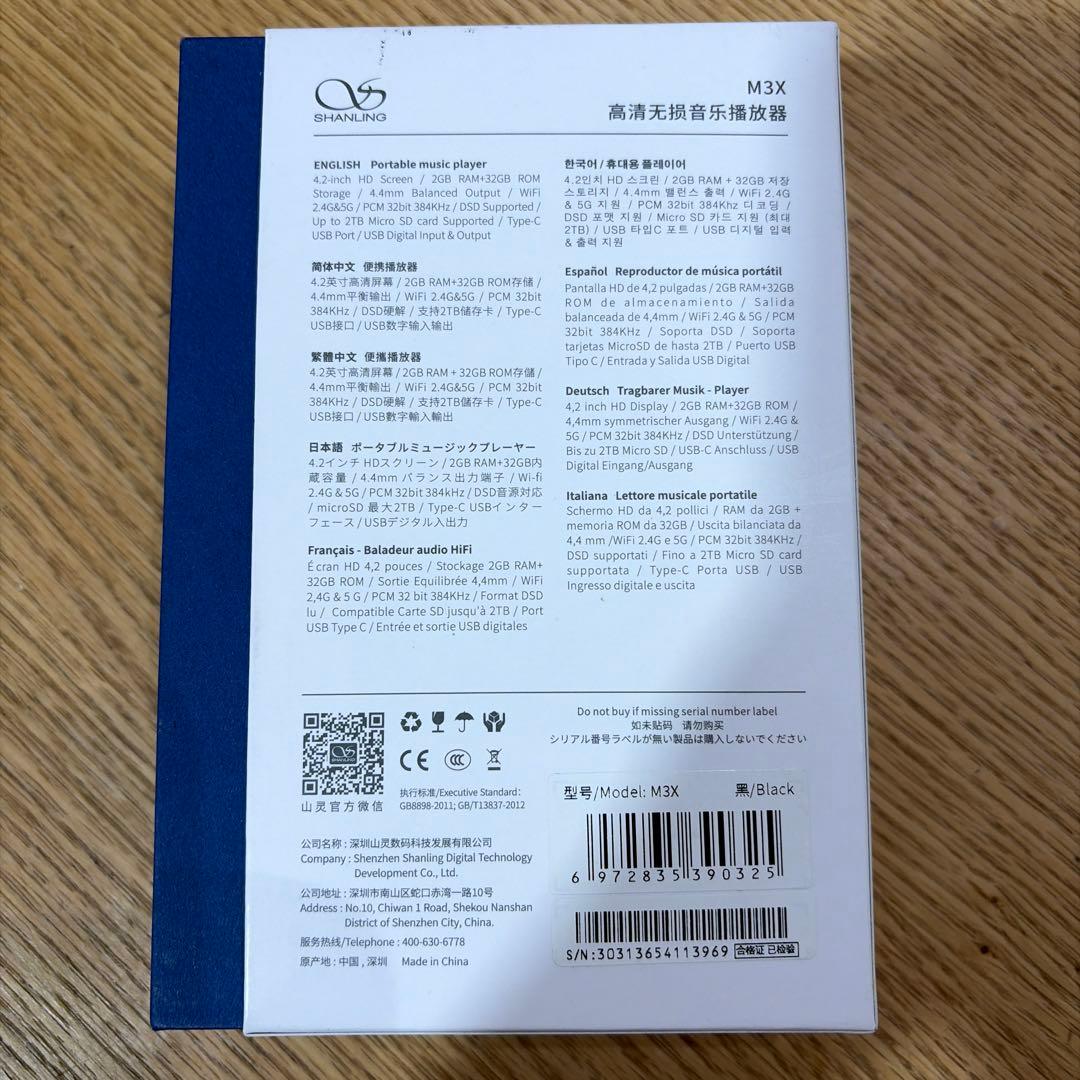 SHANLING
M3X
高清无损音乐播放器
ENGLISH Portable music player
4.2-inch HD Screen / 2GB RAM+32GB ROM
Storage / 4.4mm Balanced Output / WiFi
2.4G&5G / PCM 32bit 384KHz / DSD Supported /
Up to 2TB Micro SD card Supported / Type-C
USB Port / USB Digital Input & Output
简体中文 便携播放器
4.2英寸高清屏幕 / 2GB RAM+32GB ROM存储 /
4.4mm平衡输出 / WiFi 2.4G&5G / PCM 32bit
384KHz / DSD硬解 / 支持2TB储存卡 / Type-C
USB接口 / USB数字输入输出
繁體中文 便攜播放器
4.2英寸高清屏幕 / 2GB RAM + 32GB ROM存儲 /
4.4mm平衡輸出 / WiFi 2.4G&5G / PCM 32bit
384KHz / DSD硬解 / 支持2TB儲存卡 / Type-C
USB接口 / USB數字輸入輸出
日本語 ポータブルミュージックプレーヤー
4.2インチ HDスクリーン / 2GB RAM+32GB内
蔵容量 / 4.4mm バランス出力端子 / Wi-fi
2.4G & 5G / PCM 32bit 384kHz / DSD音源対応
/ microSD 最大2TB / Type-C USBインター
フェース / USBデジタル入出力
Français - Baladeur audio HiFi
Écran HD 4,2 pouces / Stockage 2GB RAM+
32GB ROM / Sortie Equilibrée 4,4mm / WiFi
2,4G & 5 G / PCM 32 bit 384KHz / Format DSD
lu / Compatible Carte SD jusqu'à 2TB / Port
USB Type C / Entrée et sortie USB digitales
한국어 / 휴대용 플레이어
4.2인치 HD 스크린 / 2GB RAM + 32GB 저장
스토리지 / 4.4mm 밸런스 출력 / WiFi 2.4G
& 5G 지원 / PCM 32bit 384KHz 디코딩 /
DSD 포맷 지원 / Micro SD 카드 지원 (최대
2TB) / USB 타입C 포트 / USB 디지털 입력
& 출력 지원
Español Reproductor de música portátil
Pantalla HD de 4,2 pulgadas / 2GB RAM+32GB
ROM de almacenamiento / Salida
balanceada de 4,4mm / WiFi 2.4G & 5G / PCM
32bit 384KHz / Soporta DSD / Soporta
tarjetas MicroSD de hasta 2TB / Puerto USB
Tipo C / Entrada y Salida USB Digital
Deutsch Tragbarer Musik - Player
4,2 inch HD Display / 2GB RAM+32GB ROM /
4,4mm symmetrischer Ausgang / WiFi 2.4G &
5G / PCM 32bit 384KHz / DSD Unterstützung /
Bis zu 2TB Micro SD / USB-C Anschluss / USB
Digital Eingang/Ausgang
Italiana Lettore musicale portatile
Schermo HD da 4,2 pollici / RAM da 2GB +
memoria ROM da 32GB / Uscita bilanciata da
4,4 mm /WiFi 2.4G e 5G / PCM 32bit 384KHz /
DSD supportati / Fino a 2TB Micro SD card
supportata / Type-C Porta USB / USB
Ingresso digitale e uscita
SHANLING
山灵官方微信
CE CCC
执行标准/Executive Standard:
GB8898-2011; GB/T13837-2012
公司名称：深圳山灵数码科技发展有限公司
Company : Shenzhen Shanling Digital Technology
Development Co., Ltd.
公司地址：深圳市南山区蛇口赤湾一路10号
Address : No.10, Chiwan 1 Road, Shekou Nanshan
District of Shenzhen City, China.
服务热线/Telephone : 400-630-6778
原产地：中国 , 深圳 Made in China
Do not buy if missing serial number label
如未贴码 请勿购买
シリアル番号ラベルが無い製品は購入しないでください
型号/Model: M3X 黑/Black
6 972835 390325
S/N:30313654113969 合格证 已检验